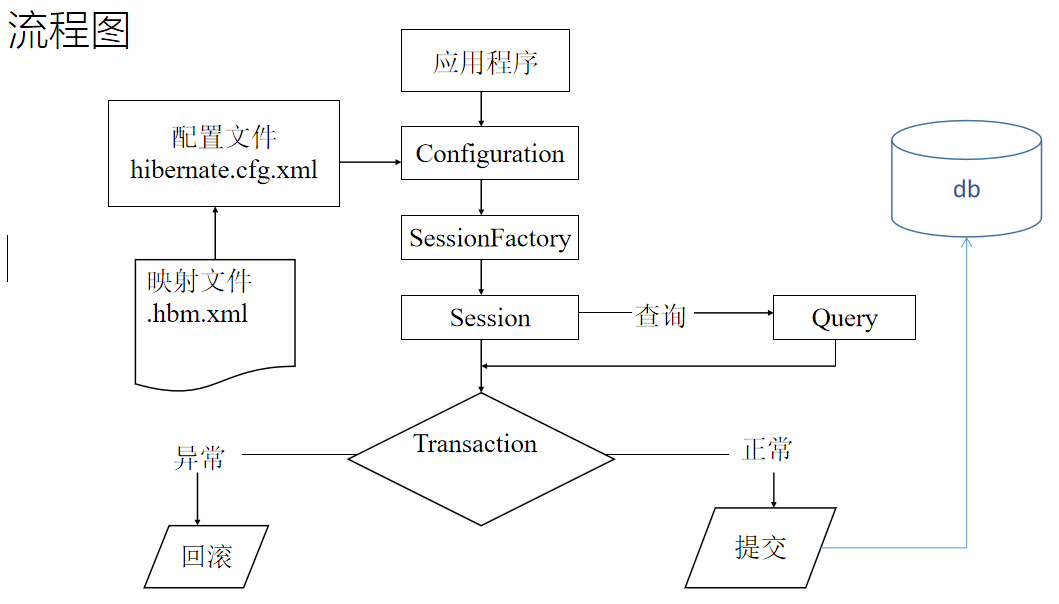 流程图
应用程序
配置文件
hibernate.cfg.xml
Configuration
db
SessionFactory
映射文件
.hbm.xml
Session
查询
Query
Transaction
异常
正常
回滚
提交